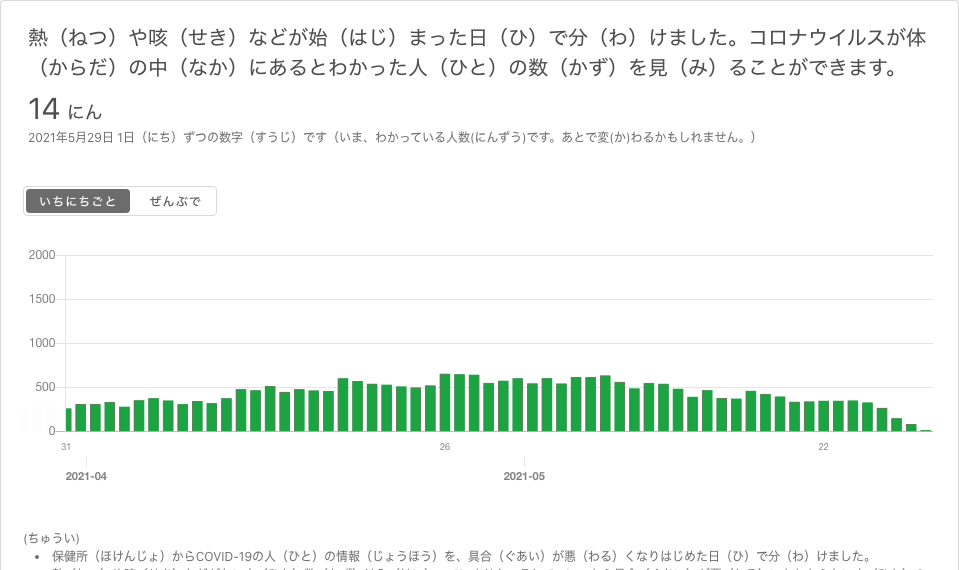 熱（ねつ）や咳（せき）などが始（はじ）まった日（ひ）で分（わ）けました。コロナウイルスが体
（からだ）の中（なか）にあるとわかった人（ひと）の数（かず）を見（み）ることができます。
14 にん
2021年5月29日 1日（にち）ずつの数字（すうじ）です（いま、わかっている人数(にんずう)です。あとで変(か)わるかもしれません。）
いちにちごと ぜんぶで
2000
1500
1000
500
0
31 26 22
2021-04 2021-05
(ちゅうい)
• 保健所（ほけんじょ）からCOVID-19の人（ひと）の情報（じょうほう）を、具合（ぐあい）が悪（わる）くなりはじめた日（ひ）で分（わ）けました。